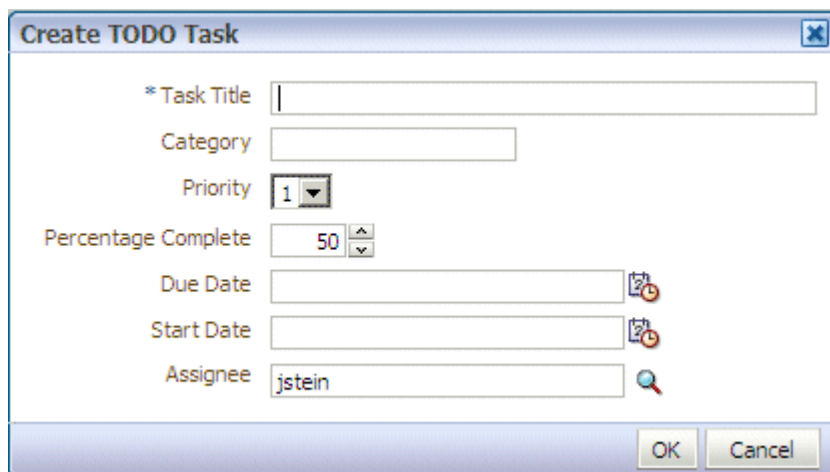 Create TODO Task
* Task Title
Category
Priority 1
Percentage Complete 50
Due Date
Start Date
Assignee jstein
OK Cancel